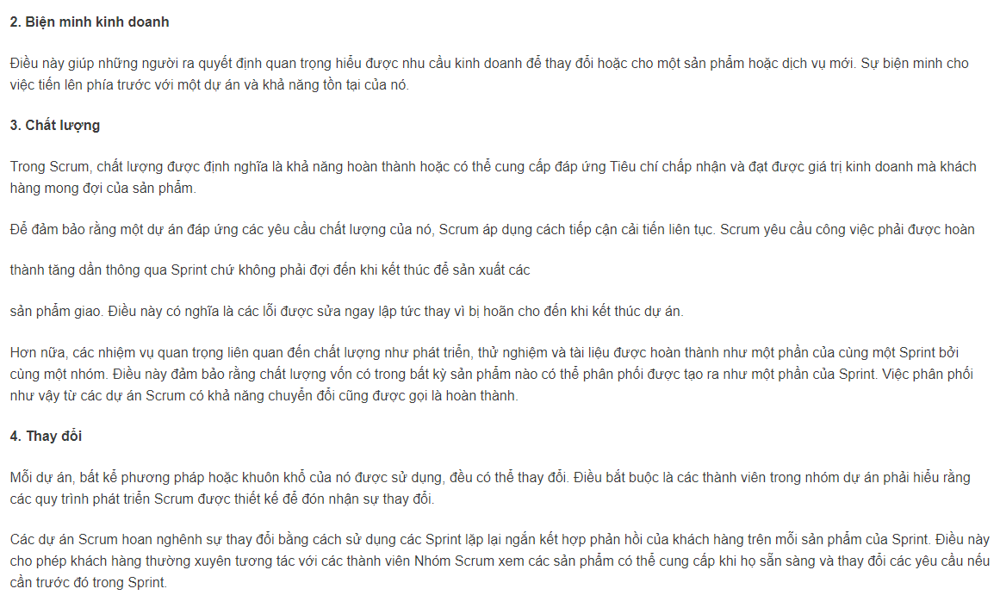 2. Biện minh kinh doanh
Điều này giúp những người ra quyết định quan trọng hiểu được nhu cầu kinh doanh để thay đổi hoặc cho một sản phẩm hoặc dịch vụ mới. Sự biện minh cho
việc tiến lên phía trước với một dự án và khả năng tồn tại của nó.
3. Chất lượng
Trong Scrum, chất lượng được định nghĩa là khả năng hoàn thành hoặc có thể cung cấp đáp ứng Tiêu chí chấp nhận và đạt được giá trị kinh doanh mà khách
hàng mong đợi của sản phẩm.
Để đảm bảo rằng một dự án đáp ứng các yêu cầu chất lượng của nó, Scrum áp dụng cách tiếp cận cải tiến liên tục. Scrum yêu cầu công việc phải được hoàn
thành tăng dần thông qua Sprint chứ không phải đợi đến khi kết thúc để sản xuất các
sản phẩm giao. Điều này có nghĩa là các lỗi được sửa ngay lập tức thay vì bị hoãn cho đến khi kết thúc dự án.
Hơn nữa, các nhiệm vụ quan trọng liên quan đến chất lượng như phát triển, thử nghiệm và tài liệu được hoàn thành như một phần của cùng một Sprint bởi
cùng một nhóm. Điều này đảm bảo rằng chất lượng vốn có trong bất kỳ sản phẩm nào có thể phân phối được tạo ra như một phần của Sprint. Việc phân phối
như vậy từ các dự án Scrum có khả năng chuyển đổi cũng được gọi là hoàn thành.
4. Thay đổi
Mỗi dự án, bất kể phương pháp hoặc khuôn khổ của nó được sử dụng, đều có thể thay đổi. Điều bắt buộc là các thành viên trong nhóm dự án phải hiểu rằng
các quy trình phát triển Scrum được thiết kế để đón nhận sự thay đổi.
Các dự án Scrum hoan nghênh sự thay đổi bằng cách sử dụng các Sprint lặp lại ngắn kết hợp phản hồi của khách hàng trên mỗi sản phẩm của Sprint. Điều này
cho phép khách hàng thường xuyên tương tác với các thành viên Nhóm Scrum xem các sản phẩm có thể cung cấp khi họ sẵn sàng và thay đổi các yêu cầu nếu
cần trước đó trong Sprint.